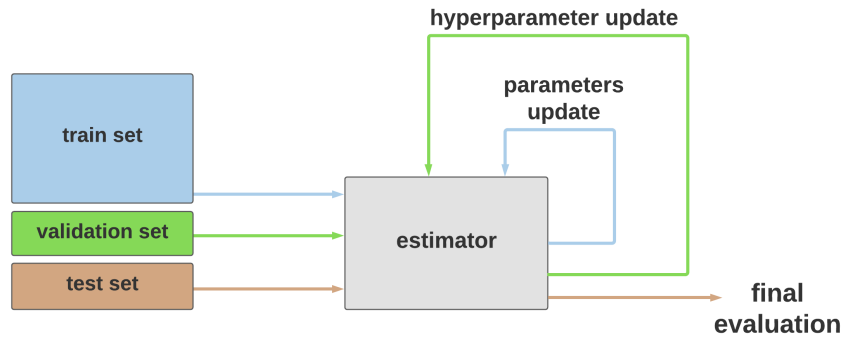 hyperparameter update
parameters
update
train set
validation set
test set
estimator
final
evaluation